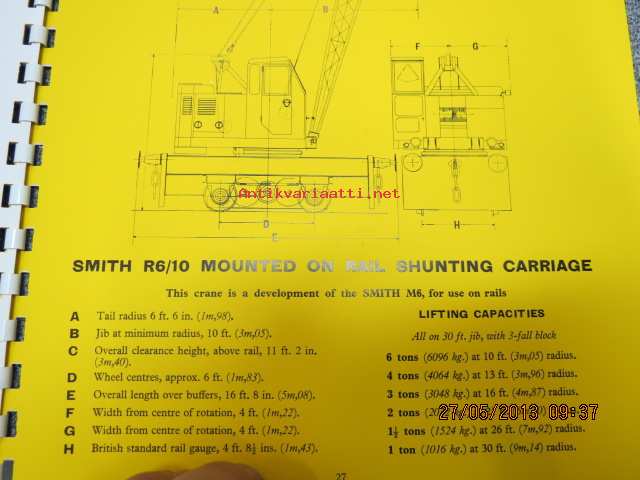 A B
F G
Antikvariaatti.net
D
E H
SMITH R6/10 MOUNTED ON RAIL SHUNTING CARRIAGE
This crane is a development of the SMITH M6, for use on rails
A Tail radius 6 ft. 6 in. (1m,98).
B Jib at minimum radius, 10 ft. (3m,05).
C Overall clearance height, above rail, 11 ft. 2 in.
(3m,40).
D Wheel centres, approx. 6 ft. (1m,83).
E Overall length over buffers, 16 ft. 8 in. (5m,08).
F Width from centre of rotation, 4 ft. (1m,22).
G Width from centre of rotation, 4 ft. (1m,22).
H British standard rail gauge, 4 ft. 8½ ins. (1m,43).
LIFTING CAPACITIES
All on 30 ft. jib, with 3-fall block
6 tons (6096 kg.) at 10 ft. (3m,05) radius.
4 tons (4064 kg.) at 13 ft. (3m,96) radius.
3 tons (3048 kg.) at 16 ft. (4m,87) radius.
2 tons radius.
27/05/2013 09:37
1½ tons (1524 kg.) at 26 ft. (7m,92) radius.
1 ton (1016 kg.) at 30 ft. (9m,14) radius.
27